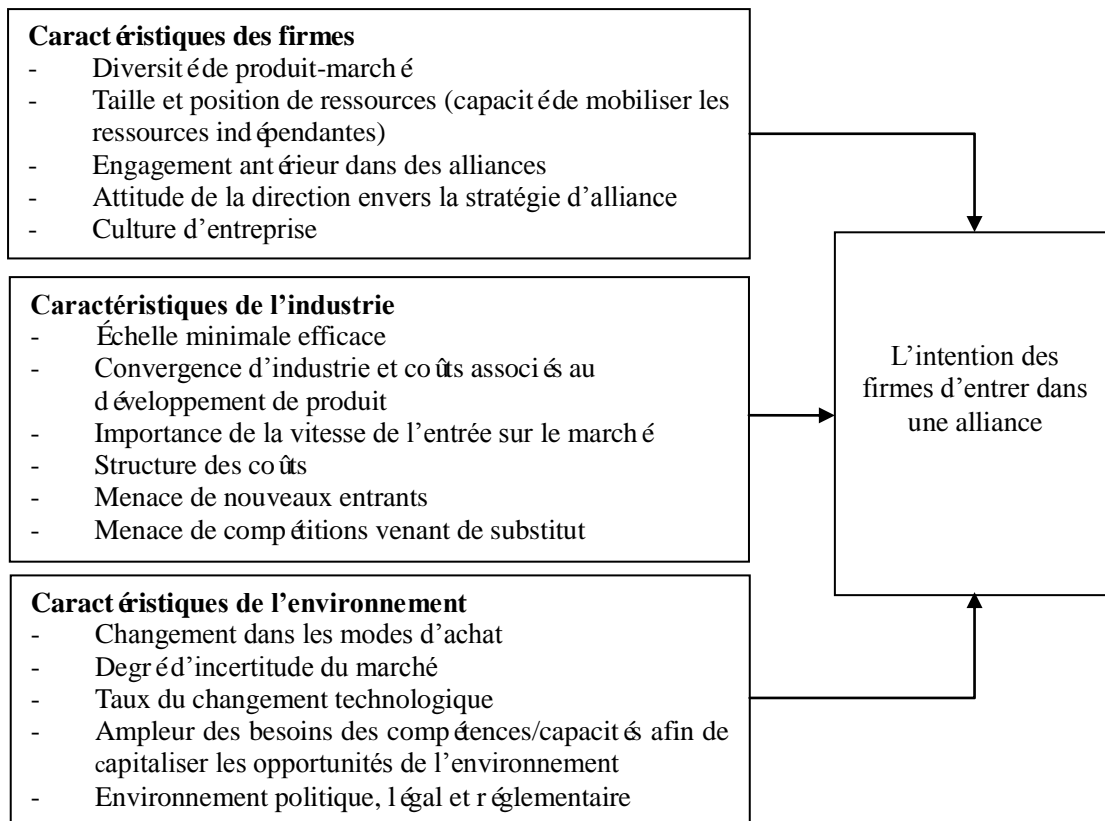 Caractéristiques des firmes
- Diversité de produit-marché
- Taille et position de ressources (capacité de mobiliser les
ressources indépendantes)
- Engagement antérieur dans des alliances
- Attitude de la direction envers la stratégie d’alliance
- Culture d’entreprise
Caractéristiques de l’industrie
- Échelle minimale efficace
- Convergence d’industrie et coûts associés au
développement de produit
- Importance de la vitesse de l’entrée sur le marché
- Structure des coûts
- Menace de nouveaux entrants
- Menace de compétitions venant de substitut
Caractéristiques de l’environnement
- Changement dans les modes d’achat
- Degré d’incertitude du marché
- Taux du changement technologique
- Ampleur des besoins des compétences/capacités afin de
capitaliser les opportunités de l’environnement
- Environnement politique, légal et réglementaire
L’intention des
firmes d’entrer dans
une alliance